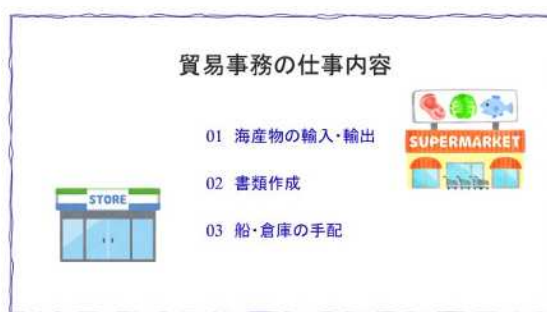 貿易事務の仕事内容
01 海産物の輸入・輸出
SUPERMARKET
02 書類作成
STORE
03 船・倉庫の手配